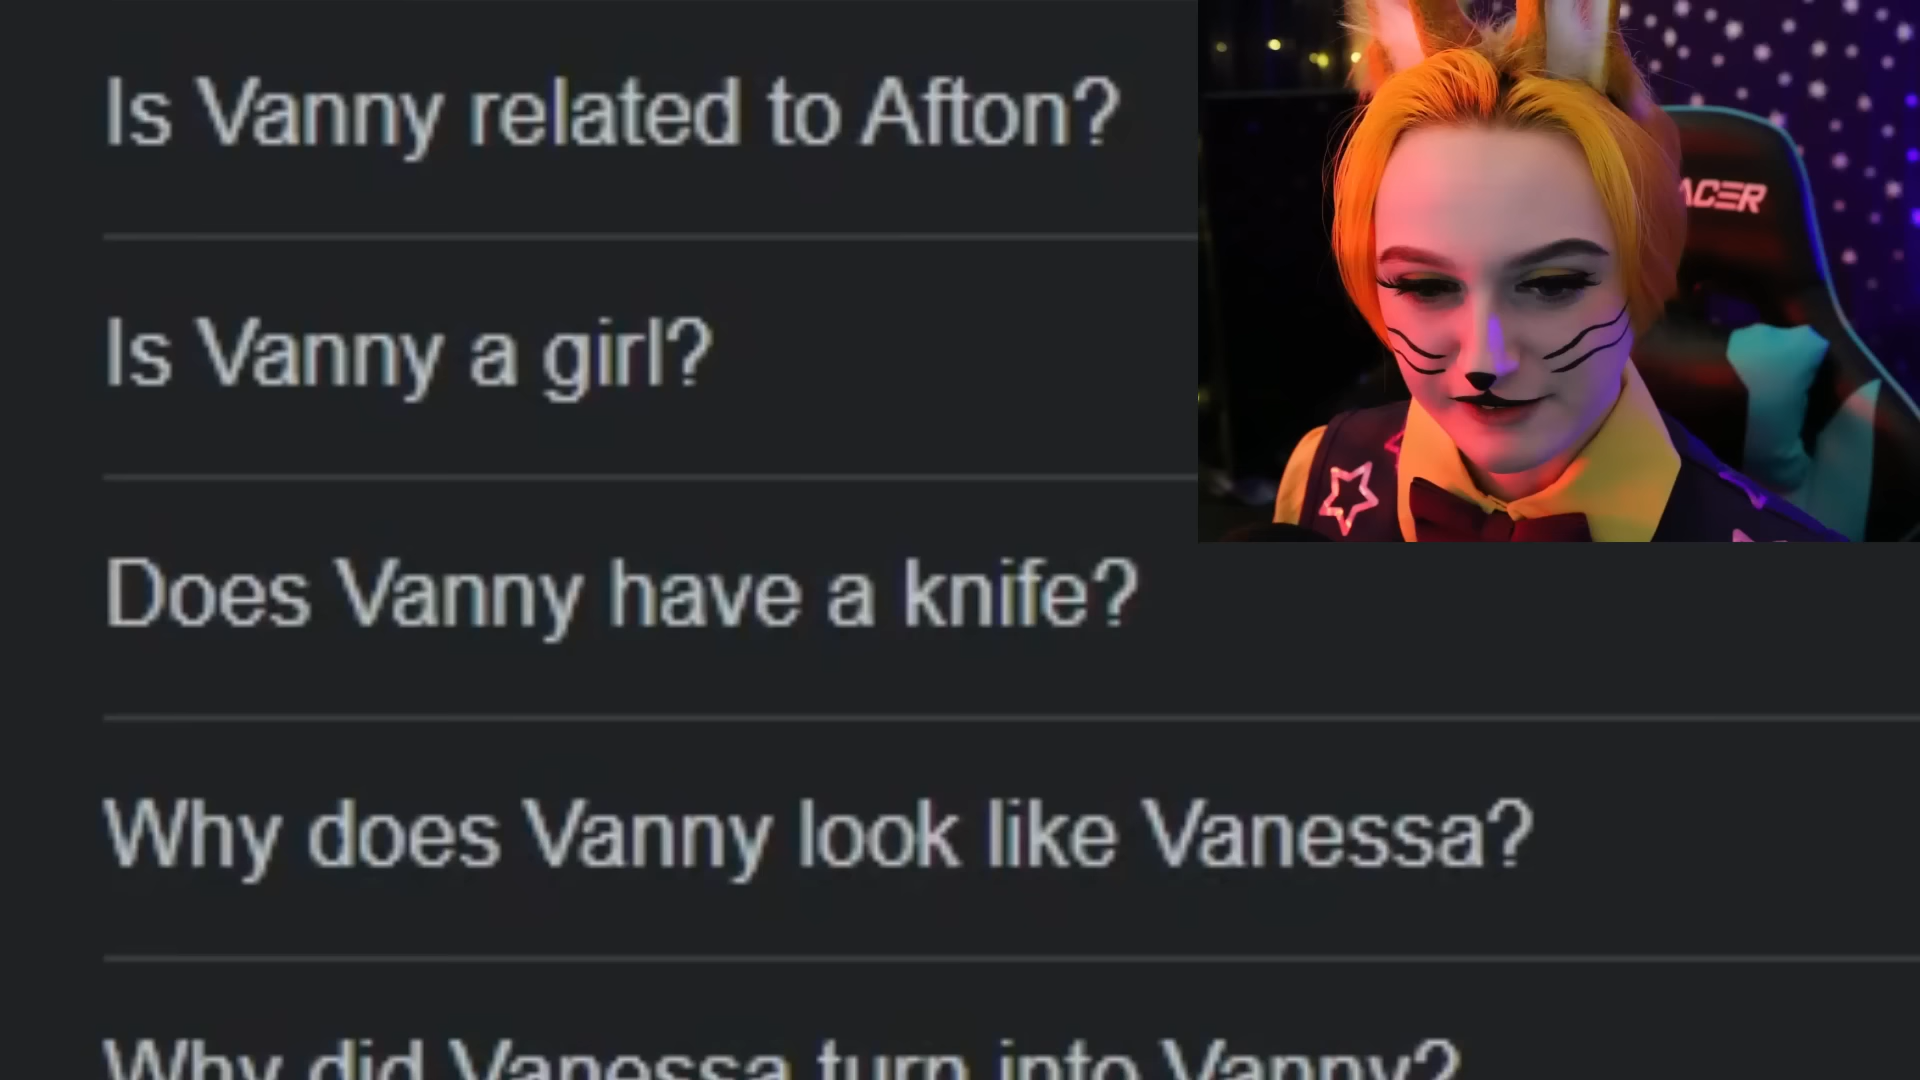 Is Vanny related to Afton?
ACER
Is Vanny a girl?
Does Vanny have a knife?
Why does Vanny look like Vanessa?
Why did Vanessa turn into Vanny?